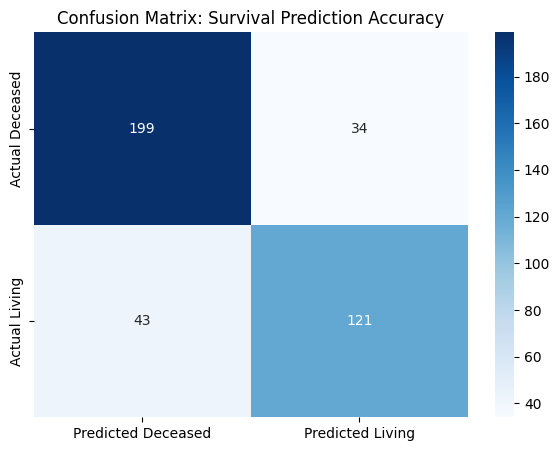 Confusion Matrix: Survival Prediction Accuracy
Actual Deceased
199
34
Actual Living
43
121
Predicted Deceased
Predicted Living
180
160
140
120
100
80
60
40